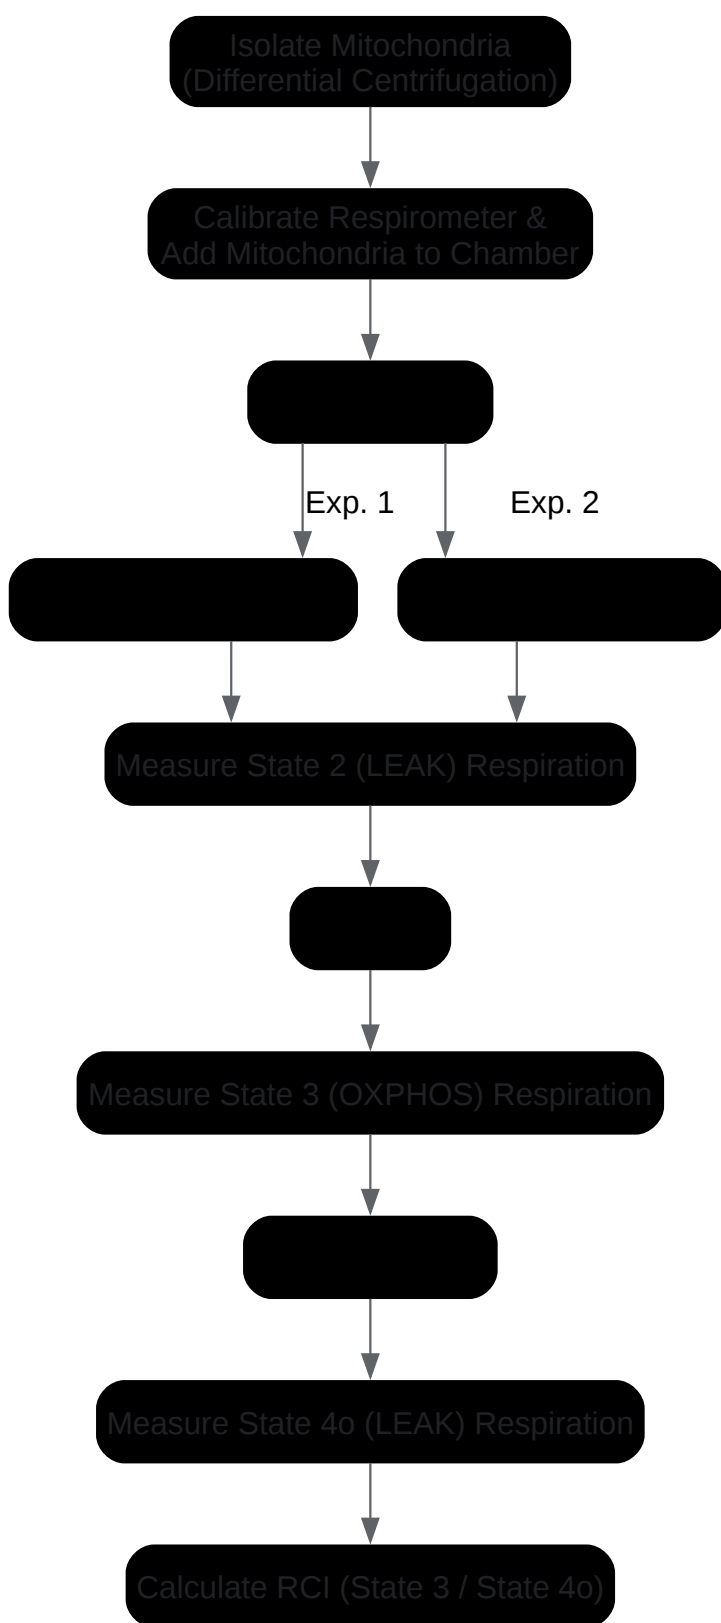 Isolate Mitochondria
(Differential Centrifugation)
Calibrate Respirometer &
Add Mitochondria to Chamber
Exp. 1
Exp. 2
Measure State 2 (LEAK) Respiration
Measure State 3 (OXPHOS) Respiration
Measure State 4o (LEAK) Respiration
Calculate RCI (State 3 / State 4o)